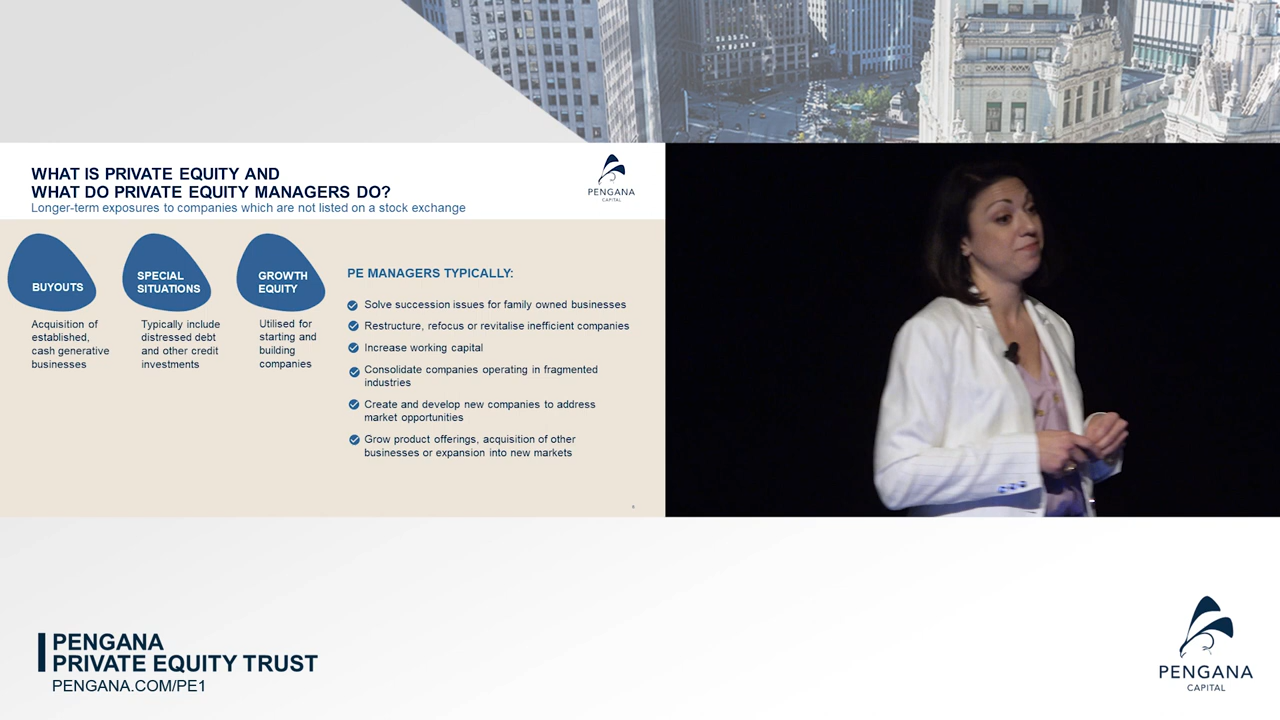 WHAT IS PRIVATE EQUITY AND
WHAT DO PRIVATE EQUITY MANAGERS DO?
Longer-term exposures to companies which are not listed on a stock exchange
PENGANA
CAPITAL
BUYOUTS
Acquisition of
established,
cash generative
businesses
SPECIAL
SITUATIONS
Typically include
distressed debt
and other credit
investments
GROWTH
EQUITY
Utilised for
starting and
building
companies
PE MANAGERS TYPICALLY:
Solve succession issues for family owned businesses
Restructure, refocus or revitalise inefficient companies
Increase working capital
Consolidate companies operating in fragmented
industries
Create and develop new companies to address
market opportunities
Grow product offerings, acquisition of other
businesses or expansion into new markets
PENGANA
PRIVATE EQUITY TRUST
PENGANA.COM/PE1
PENGANA
CAPITAL